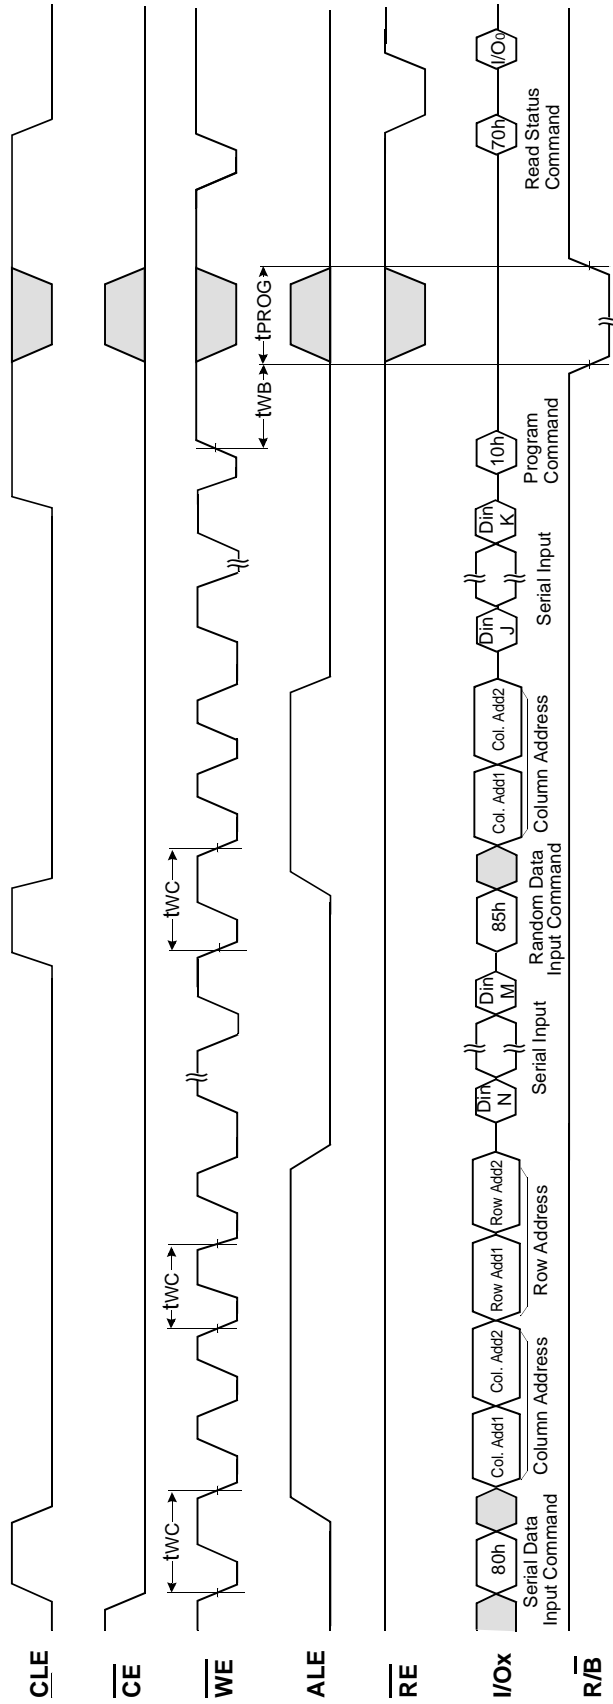 CLE
CE
WE
tWC
tWC
tWC
tWB
tPROG
ALE
RE
I/Ox
80h
Col. Add1
Col. Add2
Row Add1
Row Add2
Din
N
Din
M
85h
Col. Add1
Col. Add2
Din
J
Din
K
10h
70h
I/O0
Serial Data
Input Command
Column Address
Row Address
Serial Input
Random Data
Input Command
Column Address
Serial Input
Program
Command
Read Status
Command
R/B